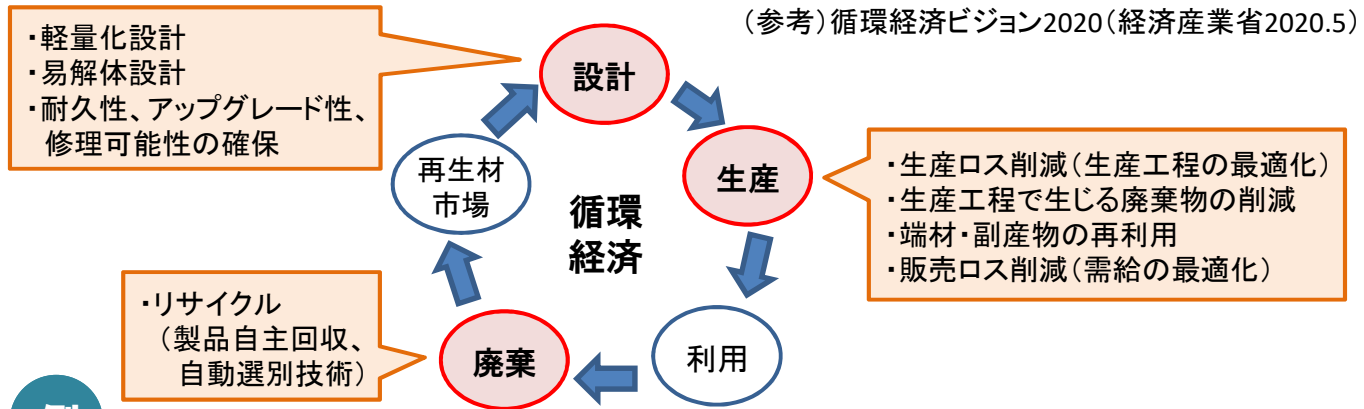 （参考）循環経済ビジョン2020（経済産業省2020.5）
・軽量化設計
・易解体設計
・耐久性、アップグレード性、
修理可能性の確保
設計
生産
・生産ロス削減（生産工程の最適化）
・生産工程で生じる廃棄物の削減
・端材・副産物の再利用
・販売ロス削減（需給の最適化）
再生材
市場
循環
経済
・リサイクル
（製品自主回収、
自動選別技術）
廃棄
利用